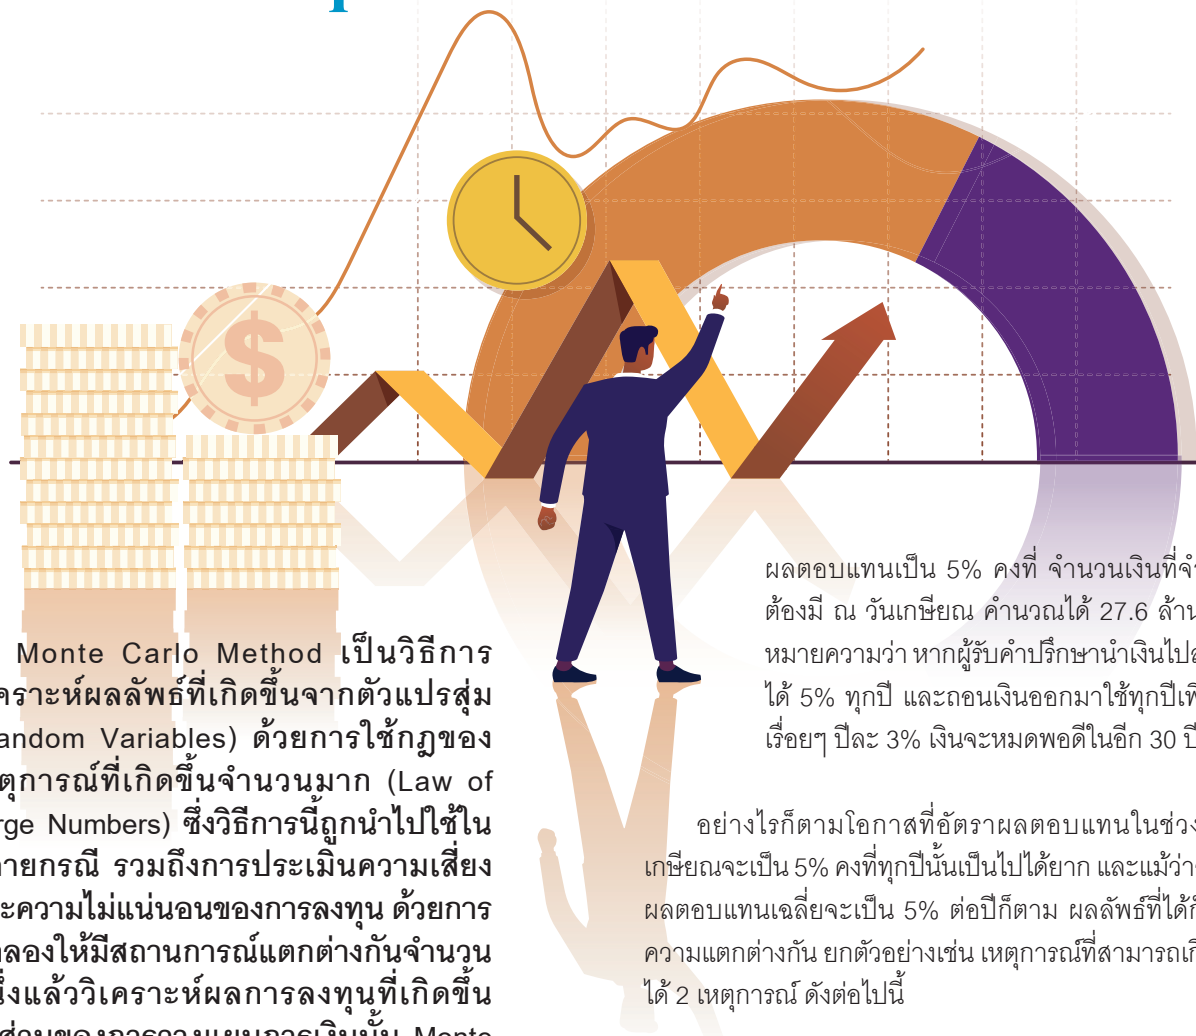 Monte Carlo Method เป็นวิธีการ
เคราะห์ผลลัพธ์ที่เกิดขึ้นจากตัวแปรสุ่ม
andom Variables) ด้วยการใช้กฎของ
ตุการณ์ที่เกิดขึ้นจำนวนมาก (Law of
rge Numbers) ซึ่งวิธีการนี้ถูกนำไปใช้ใน
ายกรณี รวมถึงการประเมินความเสี่ยง
ะความไม่แน่นอนของการลงทุน ด้วยการ
ลองให้มีสถานการณ์แตกต่างกันจำนวน
นึ่งแล้ววิเคราะห์ผลการลงทุนที่เกิดขึ้น
ส่วนของการวางแผนการเงินนั้น Monte
ผลตอบแทนเป็น 5% คงที่ จำนวนเงินที่จำ
ต้องมี ณ วันเกษียณ คำนวณได้ 27.6 ล้าน
หมายความว่า หากผู้รับคำปรึกษานำเงินไปล
ได้ 5% ทุกปี และถอนเงินออกมาใช้ทุกปีเพิ
เรื่อยๆ ปีละ 3% เงินจะหมดพอดีในอีก 30 ปี
อย่างไรก็ตามโอกาสที่อัตราผลตอบแทนในช่วง
เกษียณจะเป็น 5% คงที่ทุกปีนั้นเป็นไปได้ยาก และแม้ว่า
ผลตอบแทนเฉลี่ยจะเป็น 5% ต่อปีก็ตาม ผลลัพธ์ที่ได้ก็
ความแตกต่างกัน ยกตัวอย่างเช่น เหตุการณ์ที่สามารถเกิ
ได้ 2 เหตุการณ์ ดังต่อไปนี้